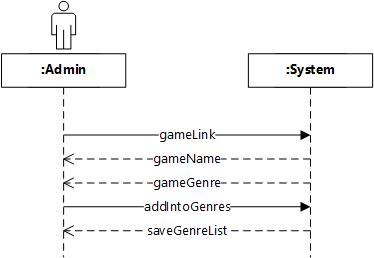 :Admin
:System
gameLink
gameName
gameGenre
addIntoGenres
saveGenreList